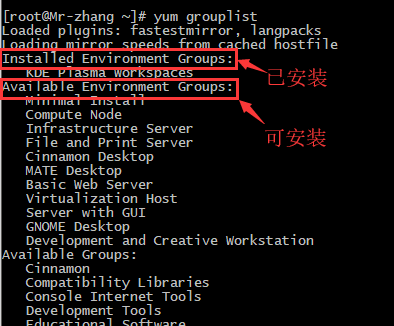 [root@Mr-zhang ~]# yum grouplist
Loaded plugins: fastestmirror, langpacks
Loading mirror speeds from cached hostfile
Installed Environment Groups:
KDE Plasma Workspaces
已安装
Available Environment Groups:
Minimal Install
可安装
Compute Node
Infrastructure Server
File and Print Server
Cinnamon Desktop
MATE Desktop
Basic Web Server
Virtualization Host
Server with GUI
GNOME Desktop
Development and Creative Workstation
Available Groups:
Cinnamon
Compatibility Libraries
Console Internet Tools
Development Tools
Educational Software